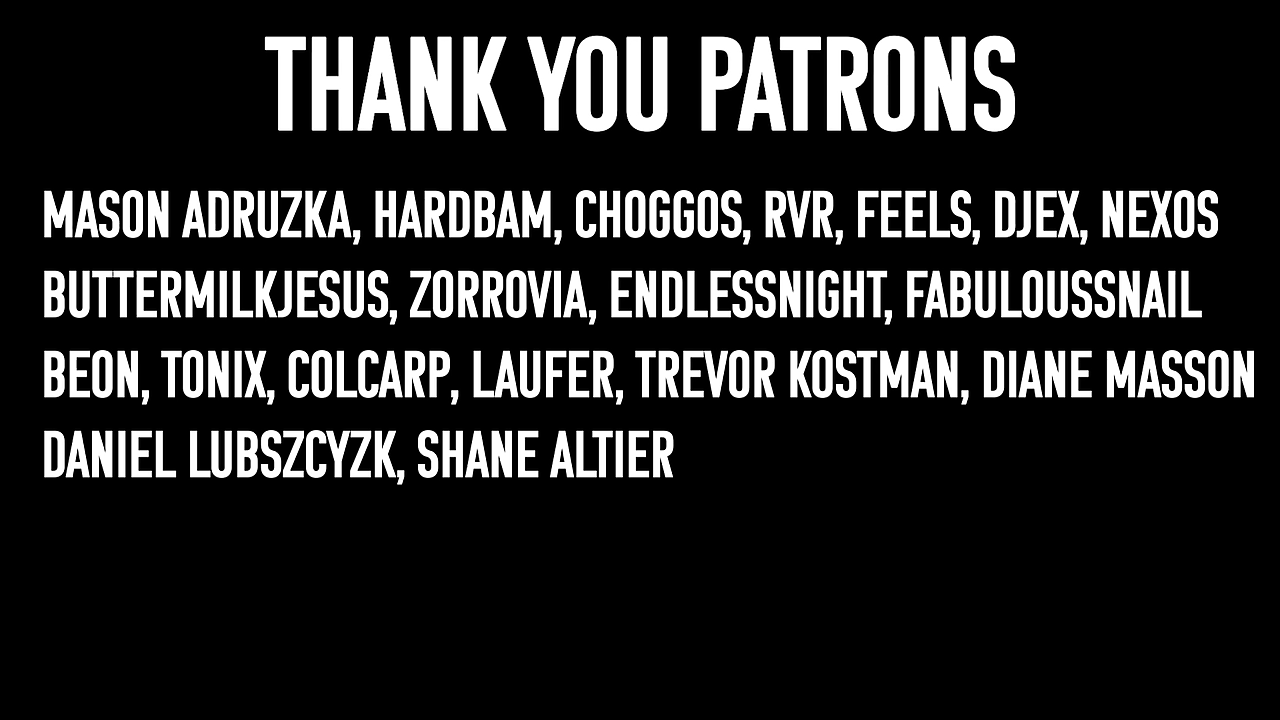 THANK YOU PATRONS
MASON ADRUZKA, HARDBAM, CHOGGOS, RVR, FEELS, DJEX, NEXOS
BUTTERMILKJESUS, ZORROVIA, ENDLESSNIGHT, FABULOUSSNAIL
BEON, TONIX, COLCARP, LAUFER, TREVOR KOSTMAN, DIANE MASSON
DANIEL LUBSZCYZK, SHANE ALTIER